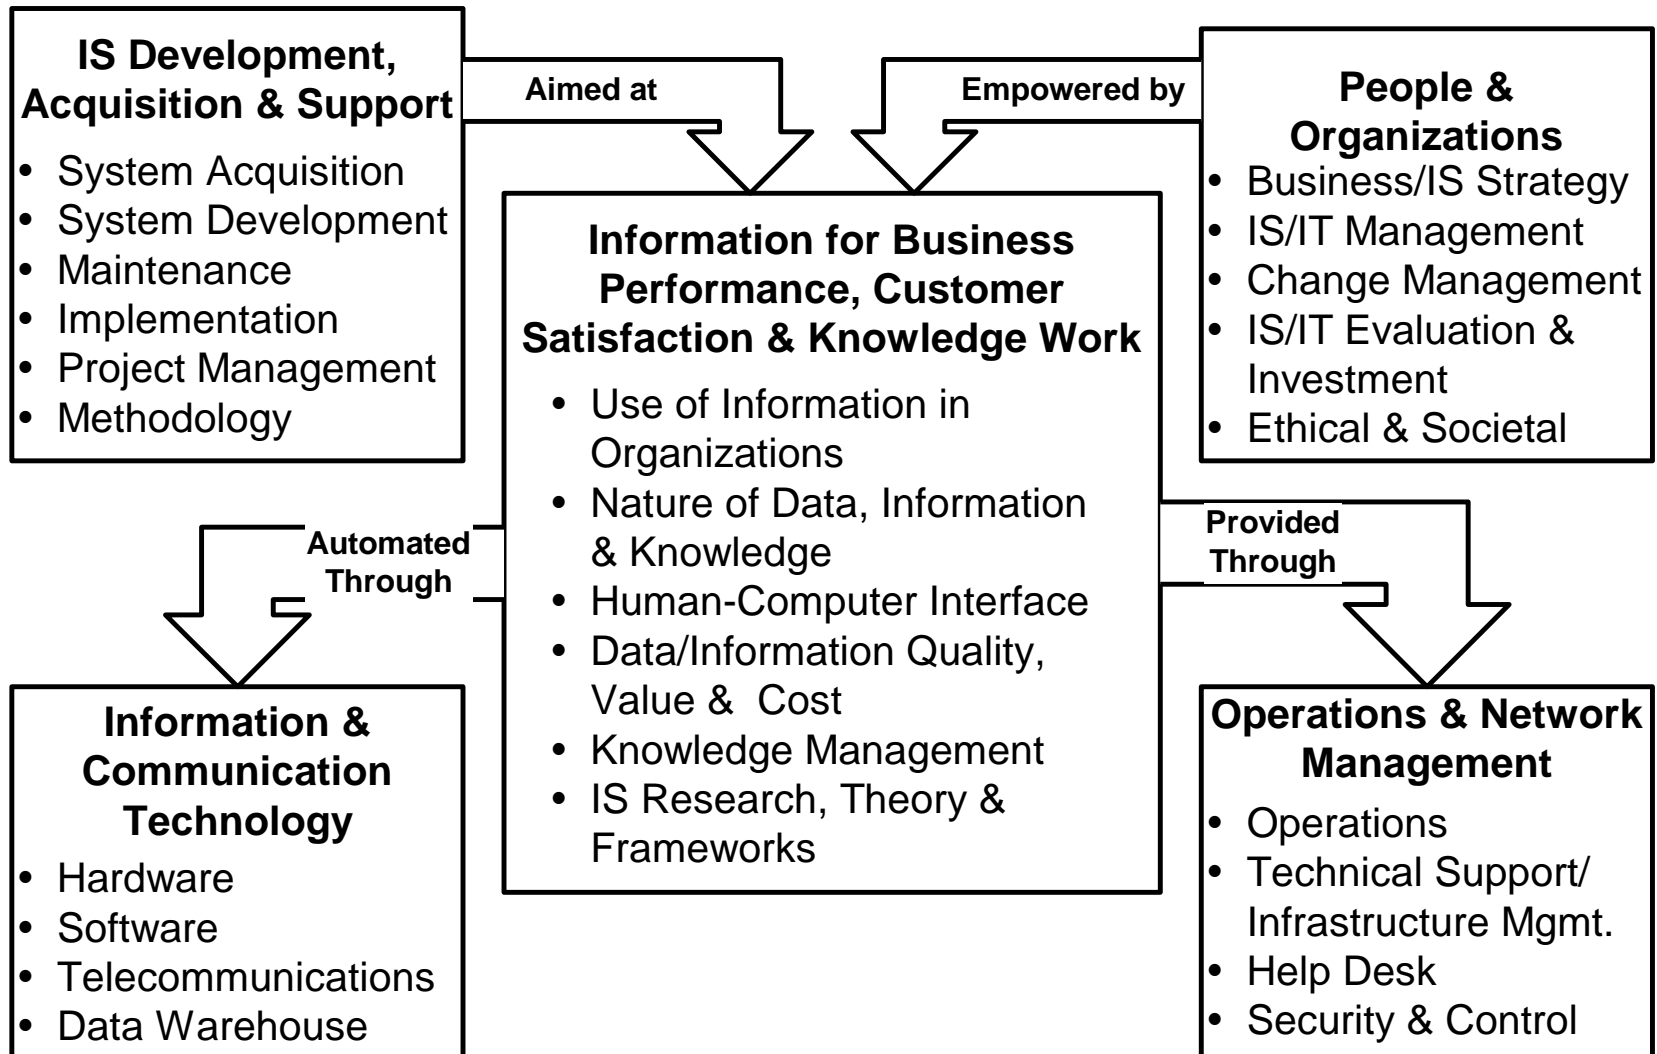 IS Development,
Acquisition & Support
• System Acquisition
• System Development
• Maintenance
• Implementation
• Project Management
• Methodology
Aimed at
Empowered by
People &
Organizations
• Business/IS Strategy
• IS/IT Management
• Change Management
• IS/IT Evaluation &
Investment
• Ethical & Societal
Information for Business
Performance, Customer
Satisfaction & Knowledge Work
• Use of Information in
Organizations
• Nature of Data, Information
& Knowledge
• Human-Computer Interface
• Data/Information Quality,
Value & Cost
• Knowledge Management
• IS Research, Theory &
Frameworks
Automated
Through
Provided
Through
Information &
Communication
Technology
• Hardware
• Software
• Telecommunications
• Data Warehouse
Operations & Network
Management
• Operations
• Technical Support/
Infrastructure Mgmt.
• Help Desk
• Security & Control